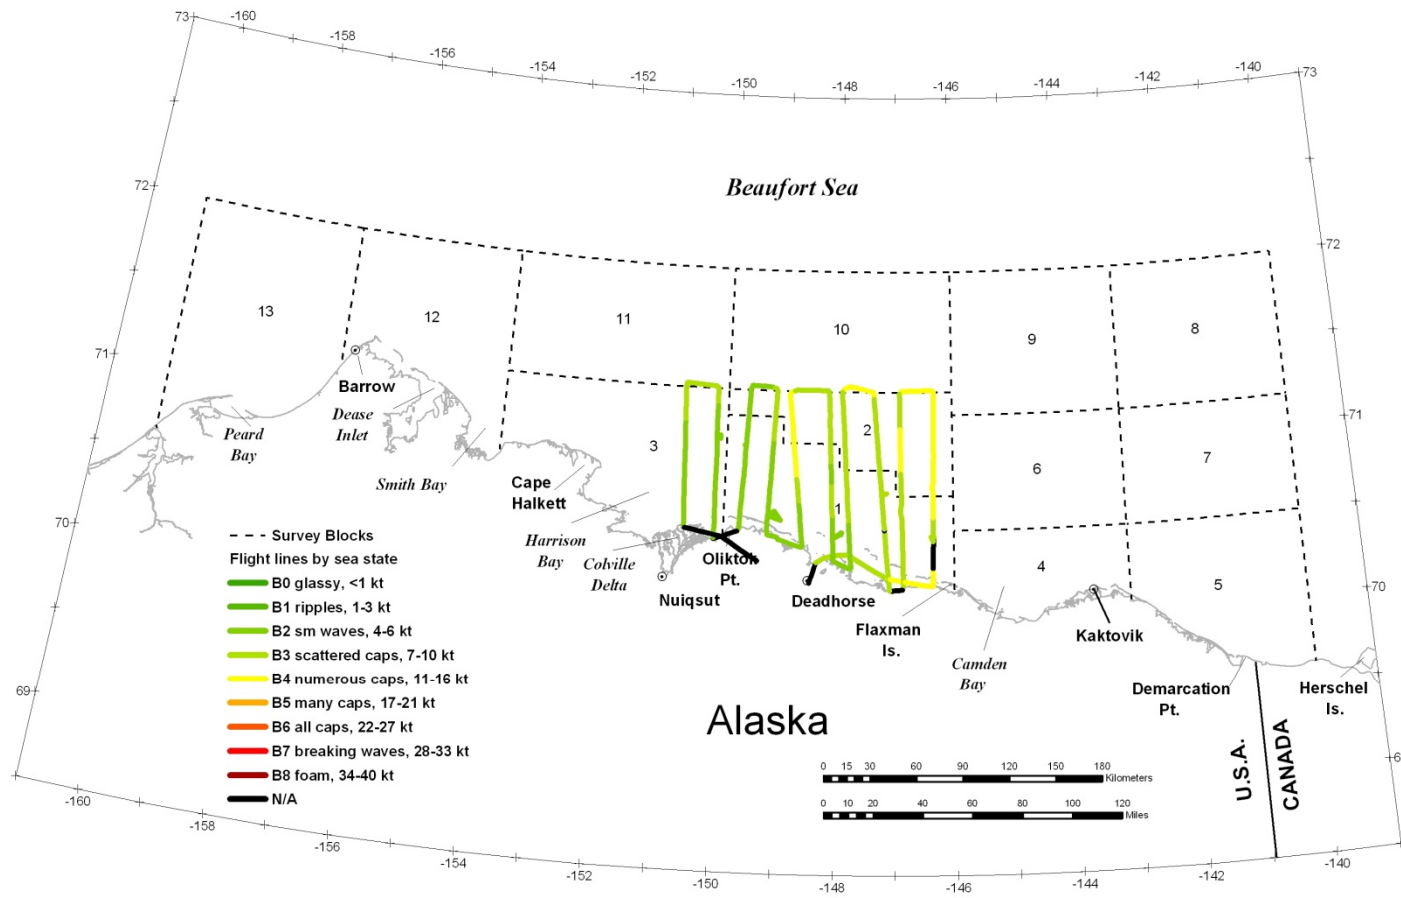 -160
-158
-156
-154
-152
-150
-148
-146
-144
-142
-140
73
73
72
72
71
71
70
70
69
6
Beaufort Sea
13
12
11
10
9
8
3
2
1
6
7
4
5
Barrow
Dease
Inlet
Peard
Bay
Smith Bay
Cape
Halkett
Harrison
Bay
Colville
Delta
Oliktok
Pt.
Nuiqsut
Deadhorse
Flaxman
Is.
Camden
Bay
Kaktovik
Demarcation
Pt.
Herschel
Is.
Alaska
U.S.A.
CANADA
Survey Blocks
Flight lines by sea state
B0 glassy, <1 kt
B1 ripples, 1-3 kt
B2 sm waves, 4-6 kt
B3 scattered caps, 7-10 kt
B4 numerous caps, 11-16 kt
B5 many caps, 17-21 kt
B6 all caps, 22-27 kt
B7 breaking waves, 28-33 kt
B8 foam, 34-40 kt
N/A
0 15 30 60 90 120 150 180
Kilometers
0 10 20 40 60 80 100 120
Miles
-160
-158
-156
-154
-152
-150
-148
-146
-144
-142
-140